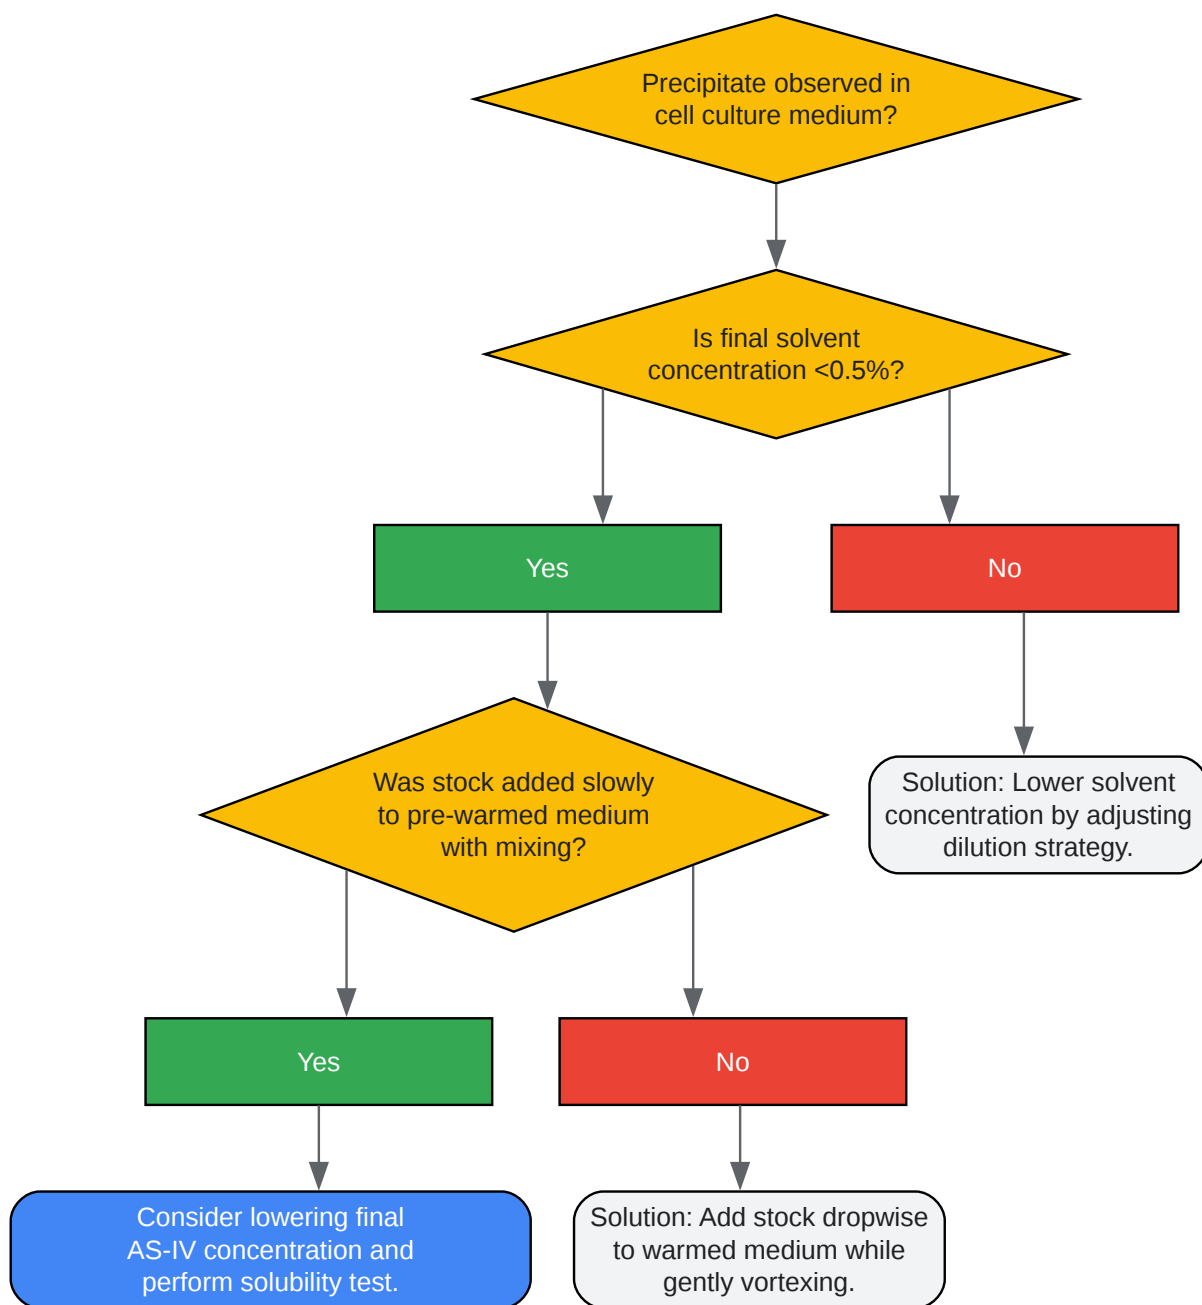 Precipitate observed in
cell culture medium?
Is final solvent
concentration <0.5%?
Yes
No
Was stock added slowly
to pre-warmed medium
with mixing?
Solution: Lower solvent
concentration by adjusting
dilution strategy.
Yes
No
Consider lowering final
AS-IV concentration and
perform solubility test.
Solution: Add stock dropwise
to warmed medium while
gently vortexing.